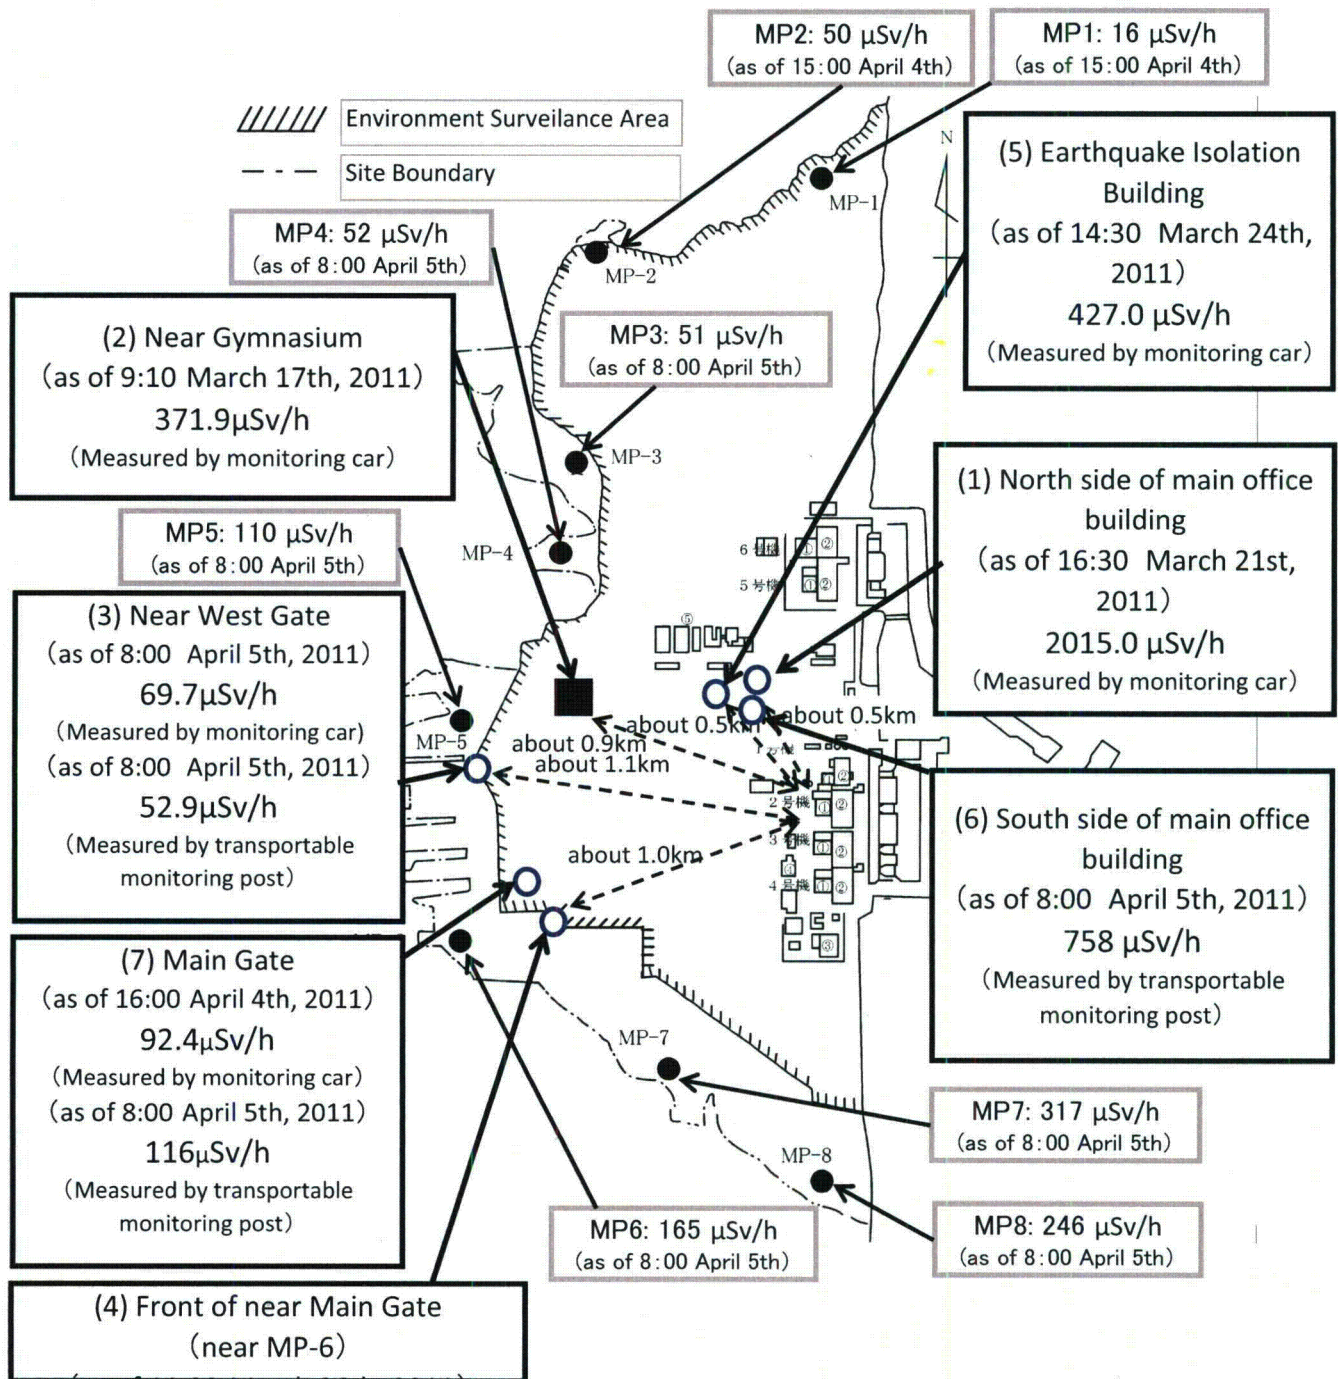 MP2: 50 μSv/h
(as of 15:00 April 4th)
MP1: 16 μSv/h
(as of 15:00 April 4th)
Environment Surveilance Area
Site Boundary
N
(5) Earthquake Isolation
Building
(as of 14:30 March 24th,
2011)
427.0 μSv/h
(Measured by monitoring car)
MP-1
MP4: 52 μSv/h
(as of 8:00 April 5th)
MP-2
(2) Near Gymnasium
(as of 9:10 March 17th, 2011)
371.9μSv/h
(Measured by monitoring car)
MP3: 51 μSv/h
(as of 8:00 April 5th)
MP-3
(1) North side of main office
building
(as of 16:30 March 21st,
2011)
2015.0 μSv/h
(Measured by monitoring car)
MP5: 110 μSv/h
(as of 8:00 April 5th)
MP-4
6号機
①
②
5号機
①
②
⑤
(3) Near West Gate
(as of 8:00 April 5th, 2011)
69.7μSv/h
(Measured by monitoring car)
(as of 8:00 April 5th, 2011)
52.9μSv/h
(Measured by transportable
monitoring post)
MP-5
about 0.5km
about 0.5km
about 0.9km
about 1.1km
②
2号機
①
②
3号機
①
②
about 1.0km
4号機
①
②
③
(6) South side of main office
building
(as of 8:00 April 5th, 2011)
758 μSv/h
(Measured by transportable
monitoring post)
(7) Main Gate
(as of 16:00 April 4th, 2011)
92.4μSv/h
(Measured by monitoring car)
(as of 8:00 April 5th, 2011)
116μSv/h
(Measured by transportable
monitoring post)
MP-7
MP7: 317 μSv/h
(as of 8:00 April 5th)
MP-8
MP6: 165 μSv/h
(as of 8:00 April 5th)
MP8: 246 μSv/h
(as of 8:00 April 5th)
(4) Front of near Main Gate
(near MP-6)